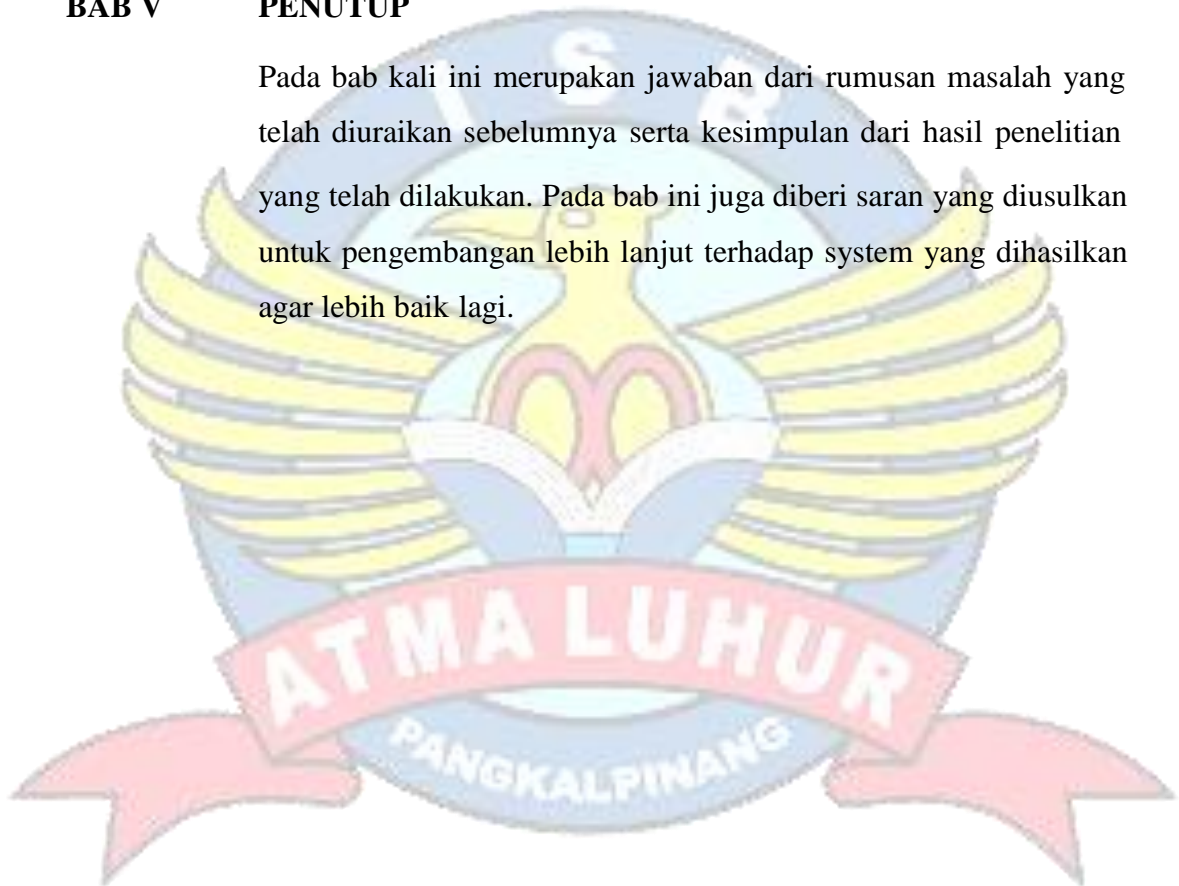 BAB V PENUTUP
Pada bab kali ini merupakan jawaban dari rumusan masalah yang
telah diuraikan sebelumnya serta kesimpulan dari hasil penelitian
yang telah dilakukan. Pada bab ini juga diberi saran yang diusulkan
untuk pengembangan lebih lanjut terhadap system yang dihasilkan
agar lebih baik lagi.
I S B
ATMA LUHUR
PANGKALPINANG